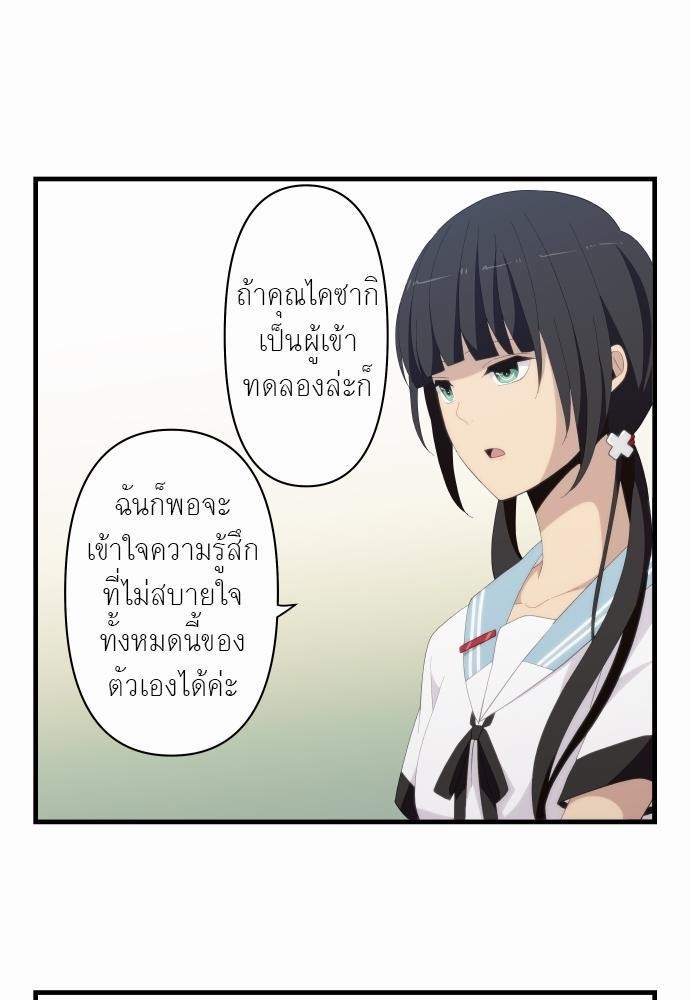 ถ้าคุณไคซากิ
เป็นผู้เข้า
ทดลองล่ะก็
ฉันก็พอจะ
เข้าใจความรู้สึก
ที่ไม่สบายใจ
ทั้งหมดนี้ของ
ตัวเองได้ค่ะ